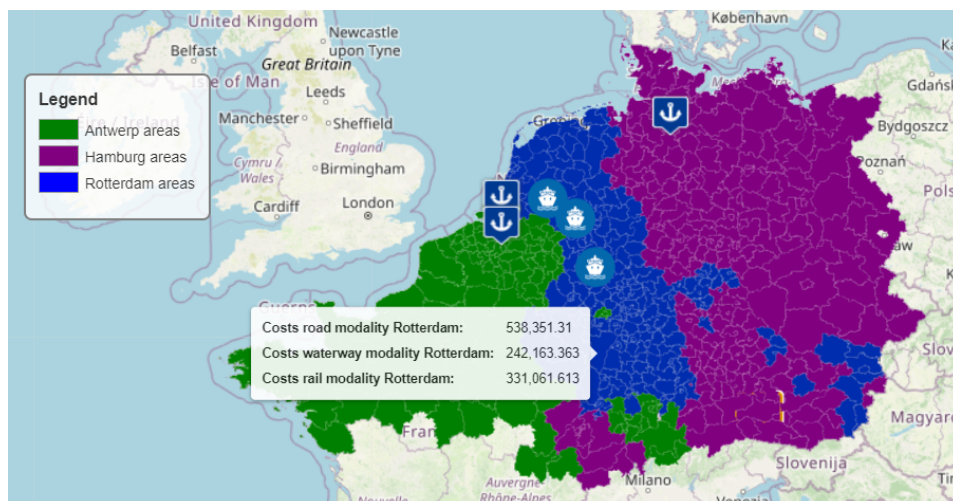 København
United Kingdom
Newcastle
upon Tyne
Belfast
Isle of Man
Great Britain
Legend
Antwerp areas
Hamburg areas
Rotterdam areas
Leeds
Manchester
Sheffield
England
Cymru /
Wales
Birmingham
Cardiff
London
Gdańsk
Bydgoszcz
Poznań
Costs road modality Rotterdam: 538,351.31
Costs waterway modality Rotterdam: 242,163.363
Costs rail modality Rotterdam: 331,061.613
Magyar
Slovenija
Milano
Auvergne
Rhône-Alpes
Nouvelle
Venezia